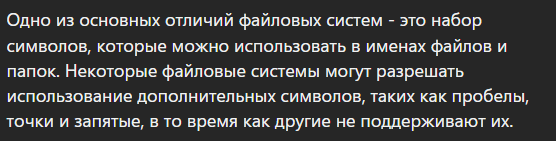 Одно из основных отличий файловых систем - это набор
символов, которые можно использовать в именах файлов и
папок. Некоторые файловые системы могут разрешать
использование дополнительных символов, таких как пробелы,
точки и запятые, в то время как другие не поддерживают их.